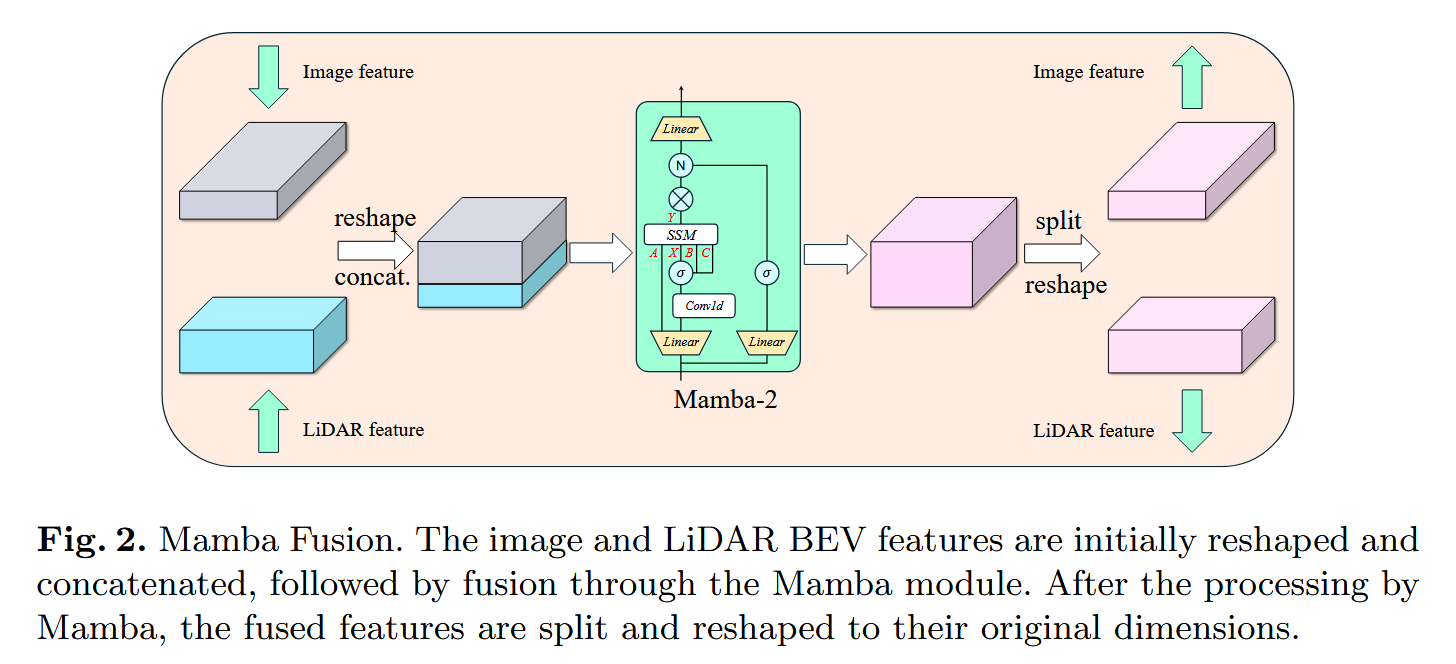 Image feature
Image feature
Linear
N
reshape
concat.
Y
SSM
A X B C
σ
σ
Conv1d
Linear
Linear
Mamba-2
split
reshape
LiDAR feature
LiDAR feature
Fig. 2. Mamba Fusion. The image and LiDAR BEV features are initially reshaped and
concatenated, followed by fusion through the Mamba module. After the processing by
Mamba, the fused features are split and reshaped to their original dimensions.